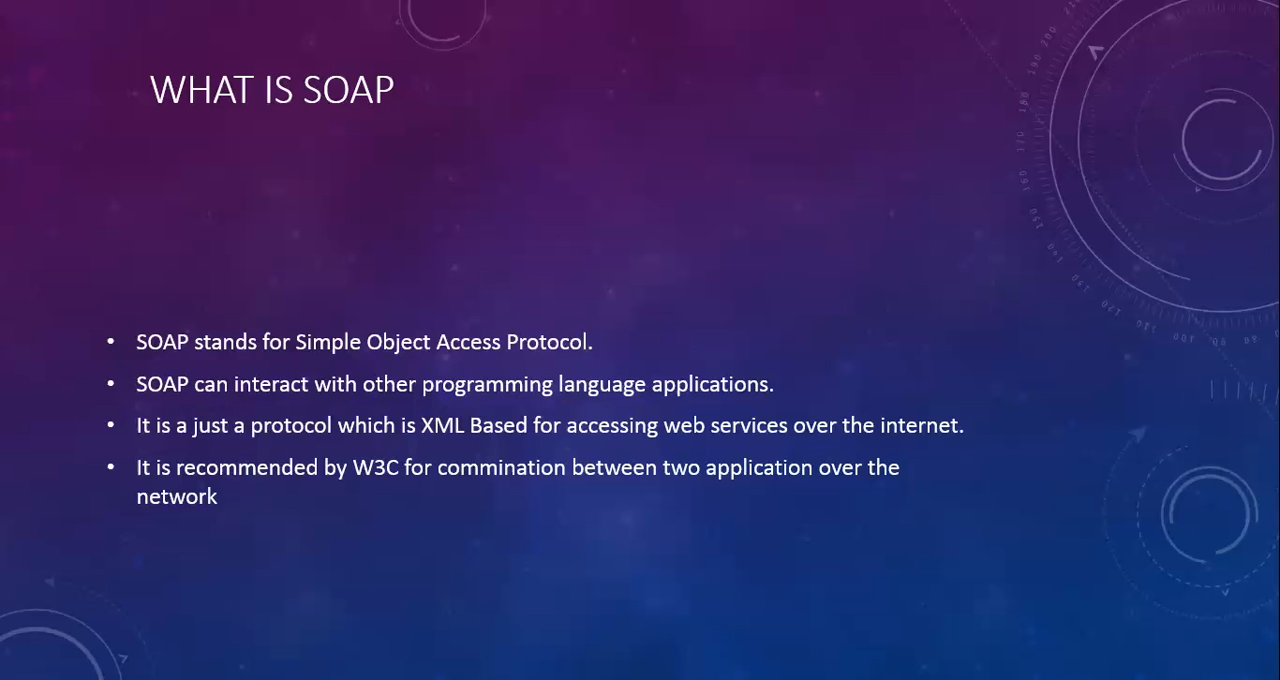 WHAT IS SOAP
• SOAP stands for Simple Object Access Protocol.
• SOAP can interact with other programming language applications.
• It is a just a protocol which is XML Based for accessing web services over the internet.
• It is recommended by W3C for commination between two application over the
network